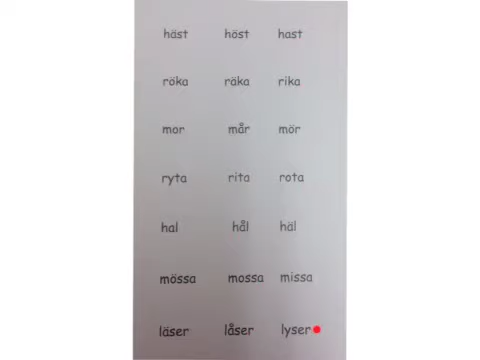 häst höst hast
röka räka rika
mor mår mör
ryta rita rota
hal hål häl
mössa mossa missa
läser låser lyser